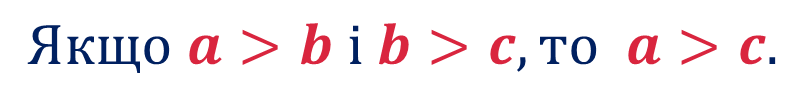 Якщо a > b і b > c, то a > c.